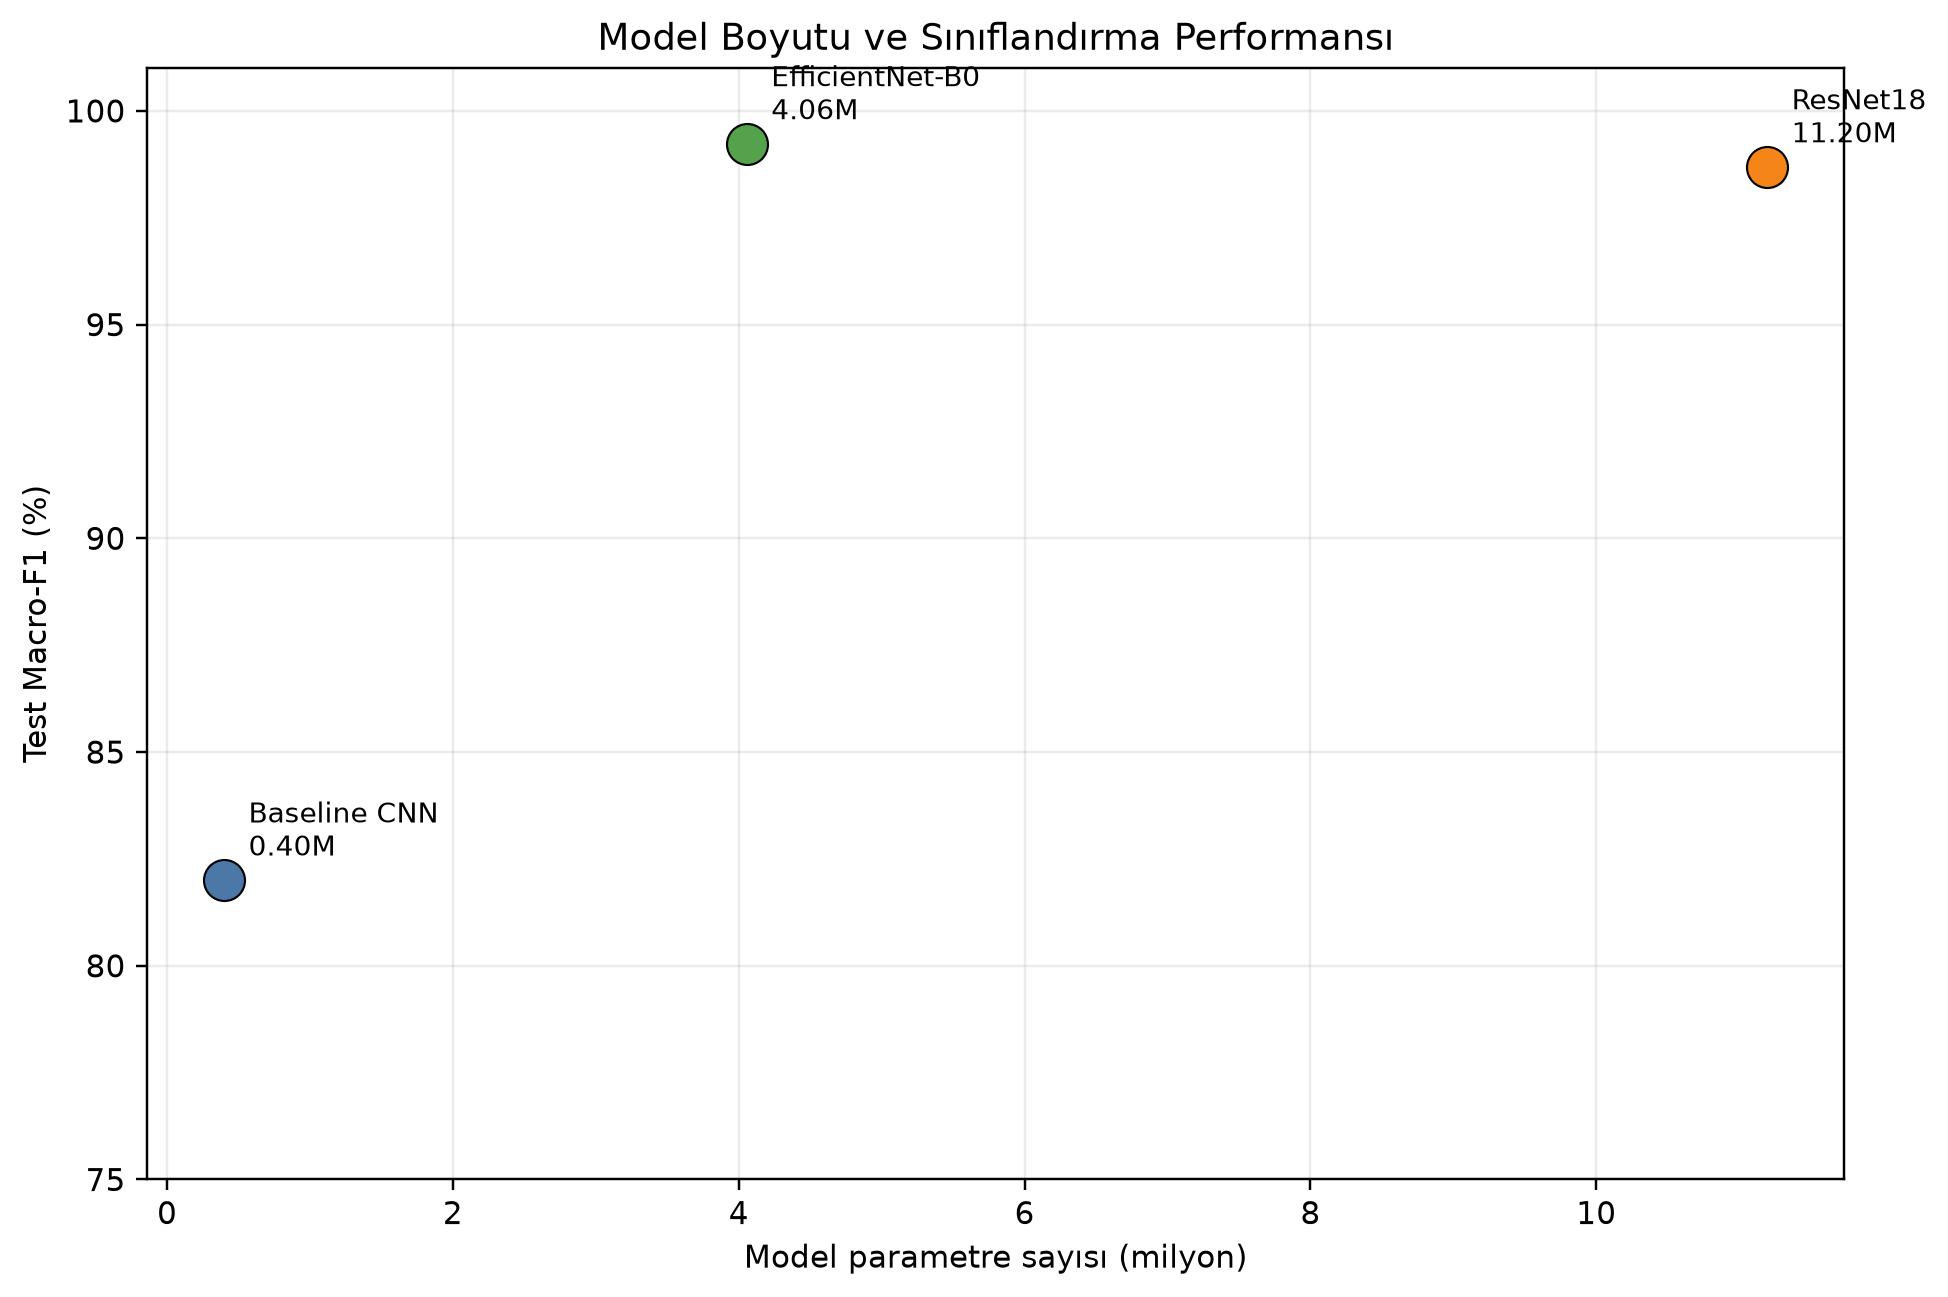 Model Boyutu ve Sınıflandırma Performansı
EfficientNet-B0
4.06M
ResNet18
11.20M
Baseline CNN
0.40M
Test Macro-F1 (%)
100
95
90
85
80
75
0
2
4
6
8
10
Model parametre sayısı (milyon)